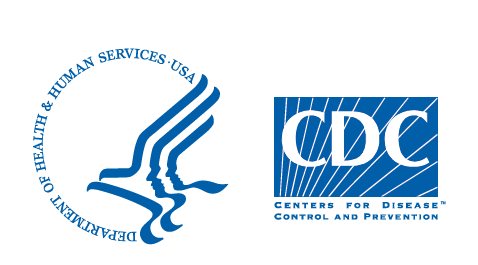 DEPARTMENT OF HEALTH & HUMAN SERVICES · USA
CDC
CENTERS FOR DISEASE™
CONTROL AND PREVENTION